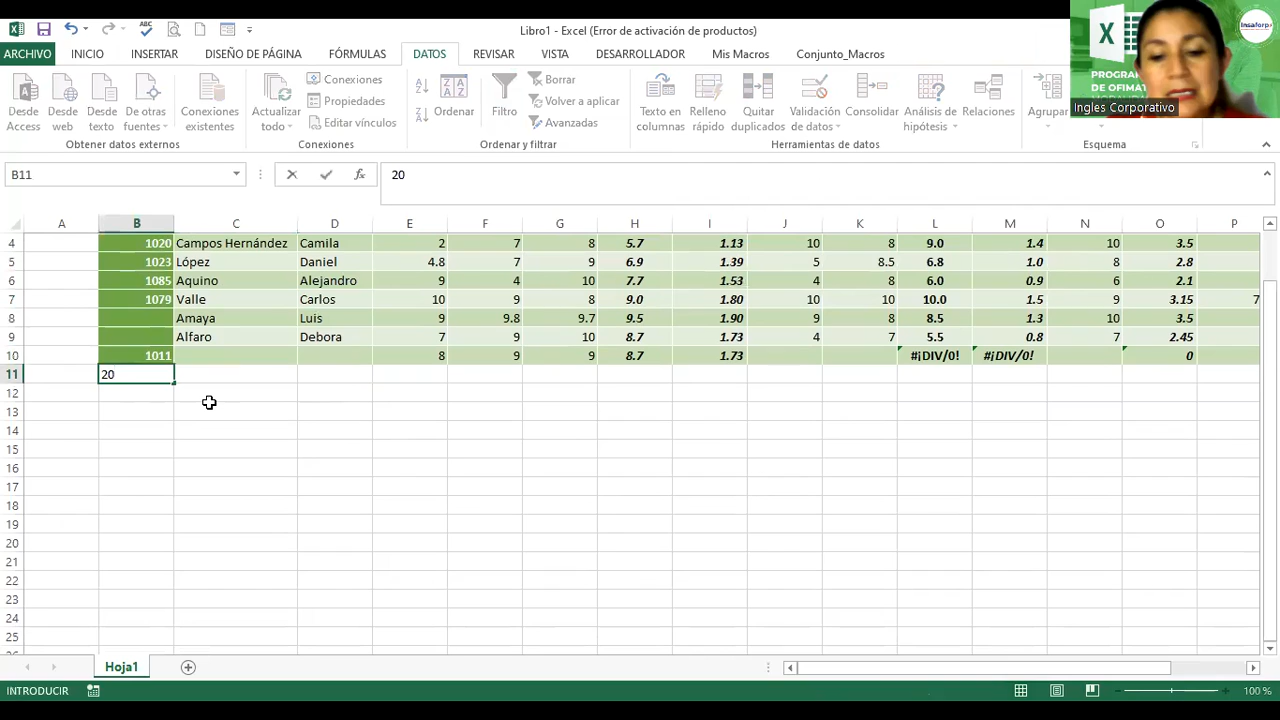 Libro1 - Excel (Error de activación de productos)
ARCHIVO INICIO INSERTAR DISEÑO DE PÁGINA FÓRMULAS DATOS REVISAR VISTA DESARROLLADOR Mis Macros Conjunto_Macros
Desde Access
Desde web
Desde texto
De otras fuentes
Conexiones existentes
Actualizar todo
Conexiones
Propiedades
Editar vínculos
Ordenar
Filtro
Borrar
Volver a aplicar
Avanzadas
Texto en columnas
Relleno rápido
Quitar duplicados
Validación de datos
Consolidar
Análisis de hipótesis
Relaciones
Agrupar
Obtener datos externos Conexiones Ordenar y filtrar Herramientas de datos Esquema
PROGRAM
DE OFIMAT
Ingles Corporativo
Insaforp
B11 fx 20
A B C D E F G H I J K L M N O P
4 1020 Campos Hernández Camila 2 7 8 5.7 1.13 10 8 9.0 1.4 10 3.5
5 1023 López Daniel 4.8 7 9 6.9 1.39 5 8.5 6.8 1.0 8 2.8
6 1085 Aquino Alejandro 9 4 10 7.7 1.53 4 8 6.0 0.9 6 2.1
7 1079 Valle Carlos 10 9 8 9.0 1.80 10 10 10.0 1.5 9 3.15 7
8 Amaya Luis 9 9.8 9.7 9.5 1.90 9 8 8.5 1.3 10 3.5
9 Alfaro Debora 7 9 10 8.7 1.73 4 7 5.5 0.8 7 2.45
10 1011 8 9 9 8.7 1.73 #¡DIV/0! #¡DIV/0! 0
11 20
12
13
14
15
16
17
18
19
20
21
22
23
24
25
Hoja1
INTRODUCIR 100 %